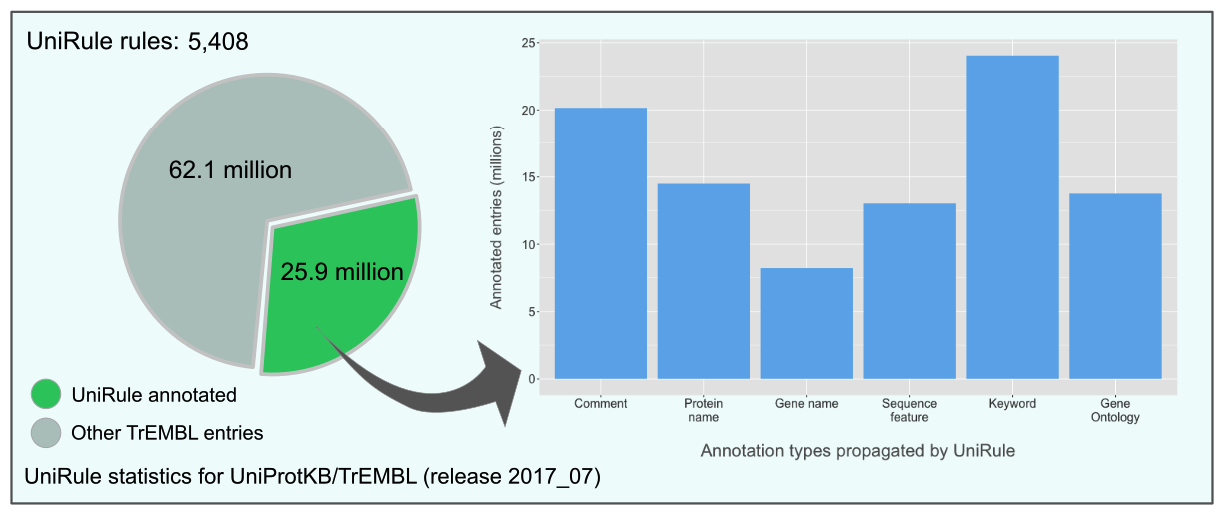 UniRule rules: 5,408
62.1 million
25.9 million
UniRule annotated
Other TrEMBL entries
UniRule statistics for UniProtKB/TrEMBL (release 2017_07)
Annotated entries (millions)
25
20
15
10
5
0
Comment
Protein
name
Gene name
Sequence
feature
Keyword
Gene
Ontology
Annotation types propagated by UniRule